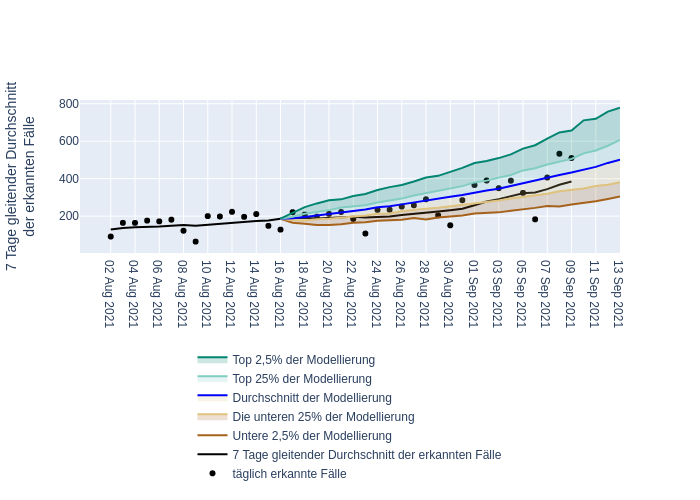 7 Tage gleitender Durchschnitt
der erkannten Fälle
800
600
400
200
02 Aug 2021
04 Aug 2021
06 Aug 2021
08 Aug 2021
10 Aug 2021
12 Aug 2021
14 Aug 2021
16 Aug 2021
18 Aug 2021
20 Aug 2021
22 Aug 2021
24 Aug 2021
26 Aug 2021
28 Aug 2021
30 Aug 2021
01 Sep 2021
03 Sep 2021
05 Sep 2021
07 Sep 2021
09 Sep 2021
11 Sep 2021
13 Sep 2021
Top 2,5% der Modellierung
Top 25% der Modellierung
Durchschnitt der Modellierung
Die unteren 25% der Modellierung
Untere 2,5% der Modellierung
7 Tage gleitender Durchschnitt der erkannten Fälle
täglich erkannte Fälle